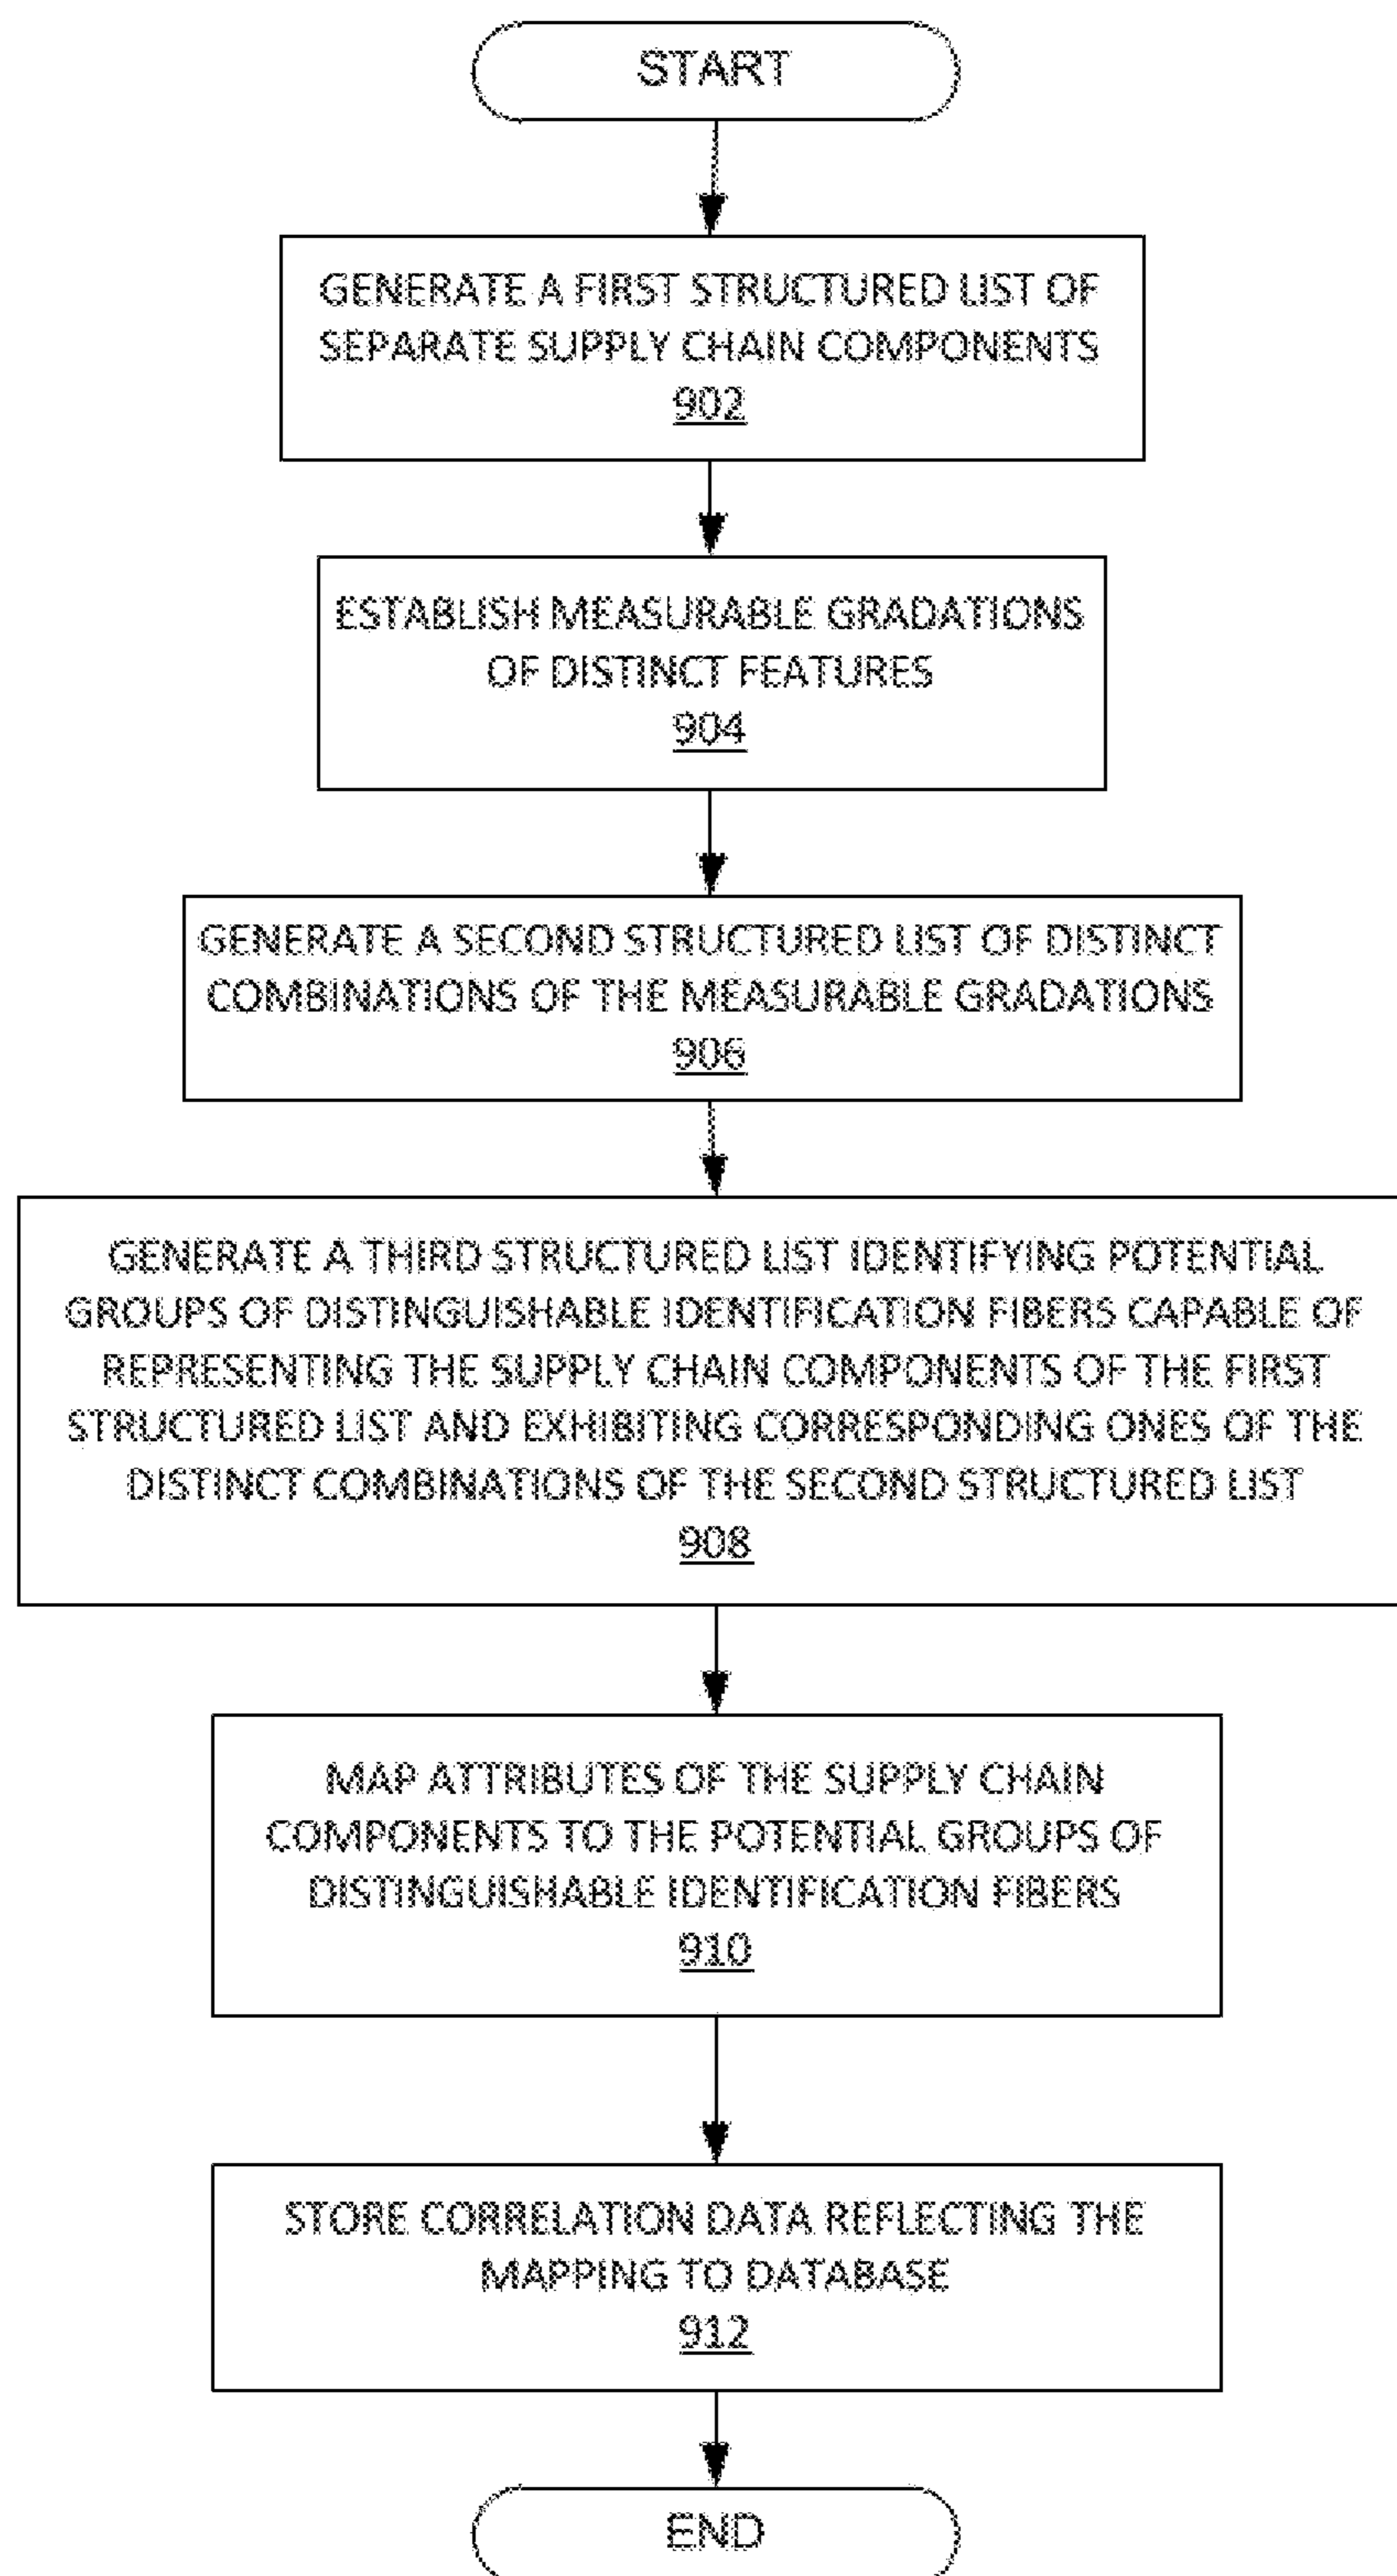 START
GENERATE A FIRST STRUCTURED LIST OF
SEPARATE SUPPLY CHAIN COMPONENTS
902
ESTABLISH MEASURABLE GRADATIONS
OF DISTINCT FEATURES
904
GENERATE A SECOND STRUCTURED LIST OF DISTINCT
COMBINATIONS OF THE MEASURABLE GRADATIONS
906
GENERATE A THIRD STRUCTURED LIST IDENTIFYING POTENTIAL
GROUPS OF DISTINGUISHABLE IDENTIFICATION FIBERS CAPABLE OF
REPRESENTING THE SUPPLY CHAIN COMPONENTS OF THE FIRST
STRUCTURED LIST AND EXHIBITING CORRESPONDING ONES OF THE
DISTINCT COMBINATIONS OF THE SECOND STRUCTURED LIST
908
MAP ATTRIBUTES OF THE SUPPLY CHAIN
COMPONENTS TO THE POTENTIAL GROUPS OF
DISTINGUISHABLE IDENTIFICATION FIBERS
910
STORE CORRELATION DATA REFLECTING THE
MAPPING TO DATABASE
912
END